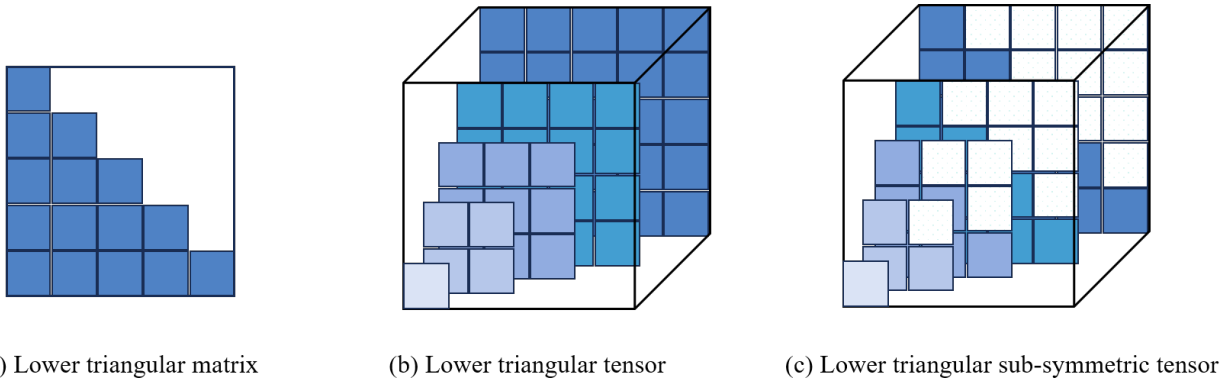 ) Lower triangular matrix
(b) Lower triangular tensor
(c) Lower triangular sub-symmetric tensor